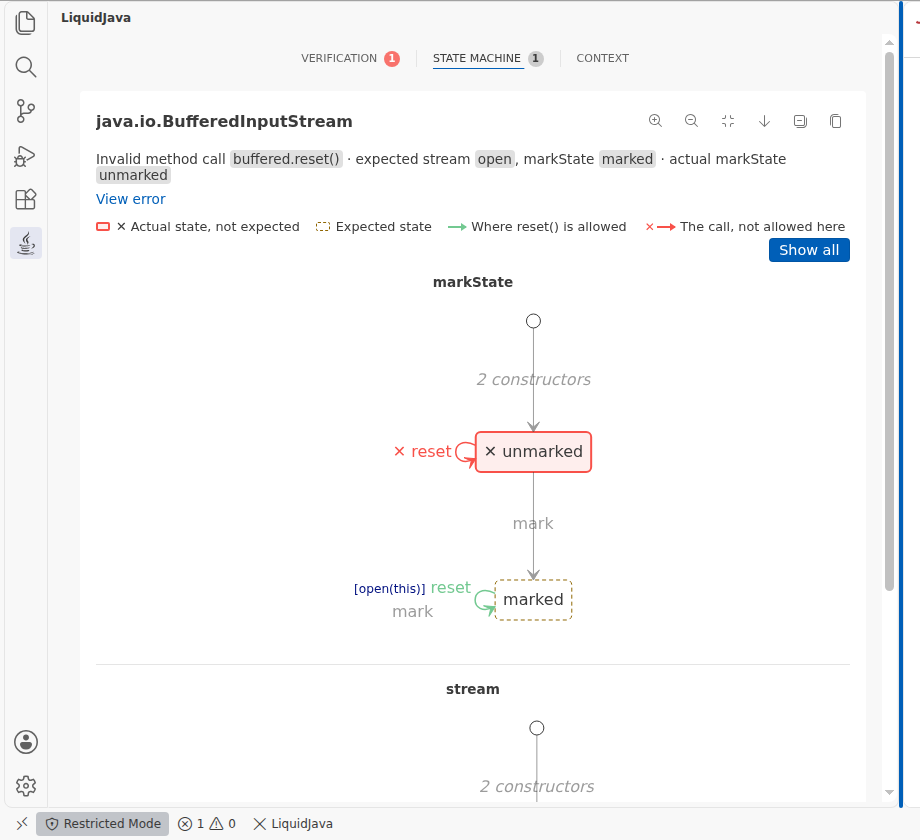 LiquidJava
VERIFICATION 1 STATE MACHINE 1 CONTEXT
java.io.BufferedInputStream
Invalid method call buffered.reset() · expected stream open, markState marked · actual markState
unmarked
View error
✕ Actual state, not expected Expected state Where reset() is allowed ✕ The call, not allowed here
Show all
markState
2 constructors
✕ reset ✕ unmarked
mark
[open(this)] reset
marked
mark
stream
2 constructors
Restricted Mode 1 0 LiquidJava